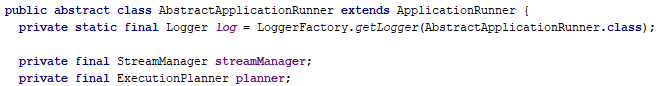 public abstract class AbstractApplicationRunner extends ApplicationRunner {
private static final Logger log = LoggerFactory.getLogger(AbstractApplicationRunner.class);
private final StreamManager streamManager;
private final ExecutionPlanner planner;